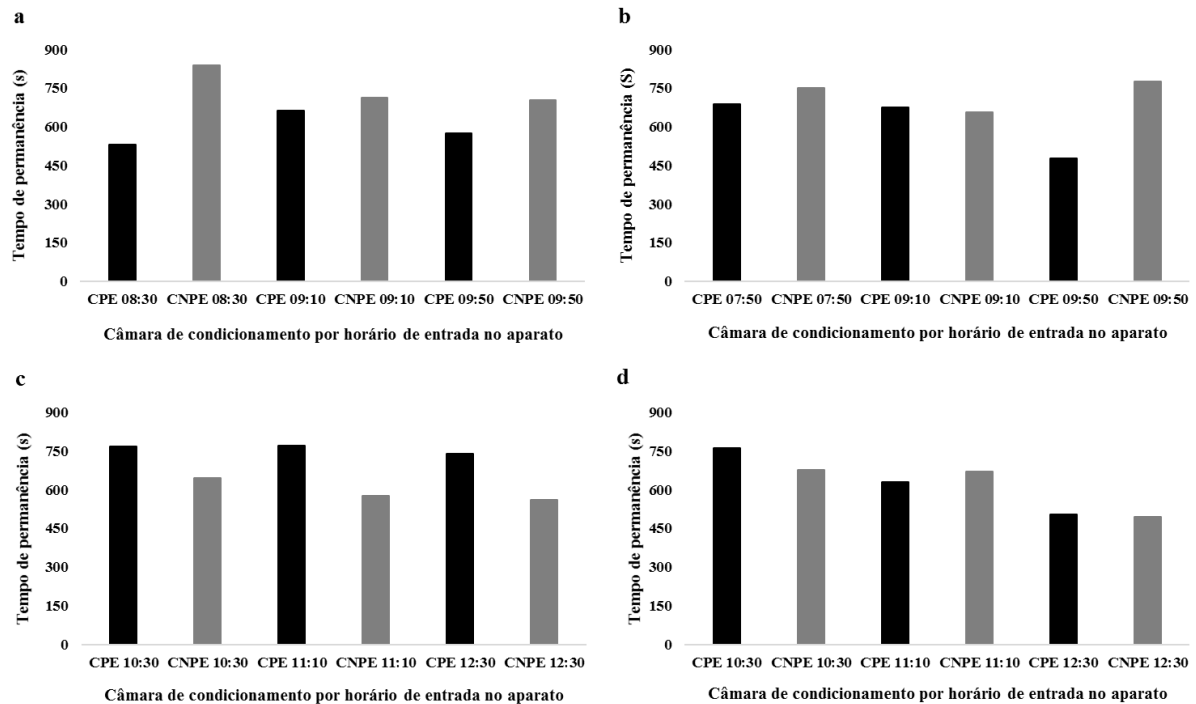 a
Tempo de permanência (s)
900
750
600
450
300
150
0
CPE 08:30 CNPE 08:30 CPE 09:10 CNPE 09:10 CPE 09:50 CNPE 09:50
Câmara de condicionamento por horário de entrada no aparato
b
Tempo de permanência (S)
900
750
600
450
300
150
0
CPE 07:50 CNPE 07:50 CPE 09:10 CNPE 09:10 CPE 09:50 CNPE 09:50
Câmara de condicionamento por horário de entrada no aparato
c
Tempo de permanência (s)
900
750
600
450
300
150
0
CPE 10:30 CNPE 10:30 CPE 11:10 CNPE 11:10 CPE 12:30 CNPE 12:30
Câmara de condicionamento por horário de entrada no aparato
d
Tempo de permanência (s)
900
750
600
450
300
150
0
CPE 10:30 CNPE 10:30 CPE 11:10 CNPE 11:10 CPE 12:30 CNPE 12:30
Câmara de condicionamento por horário de entrada no aparato